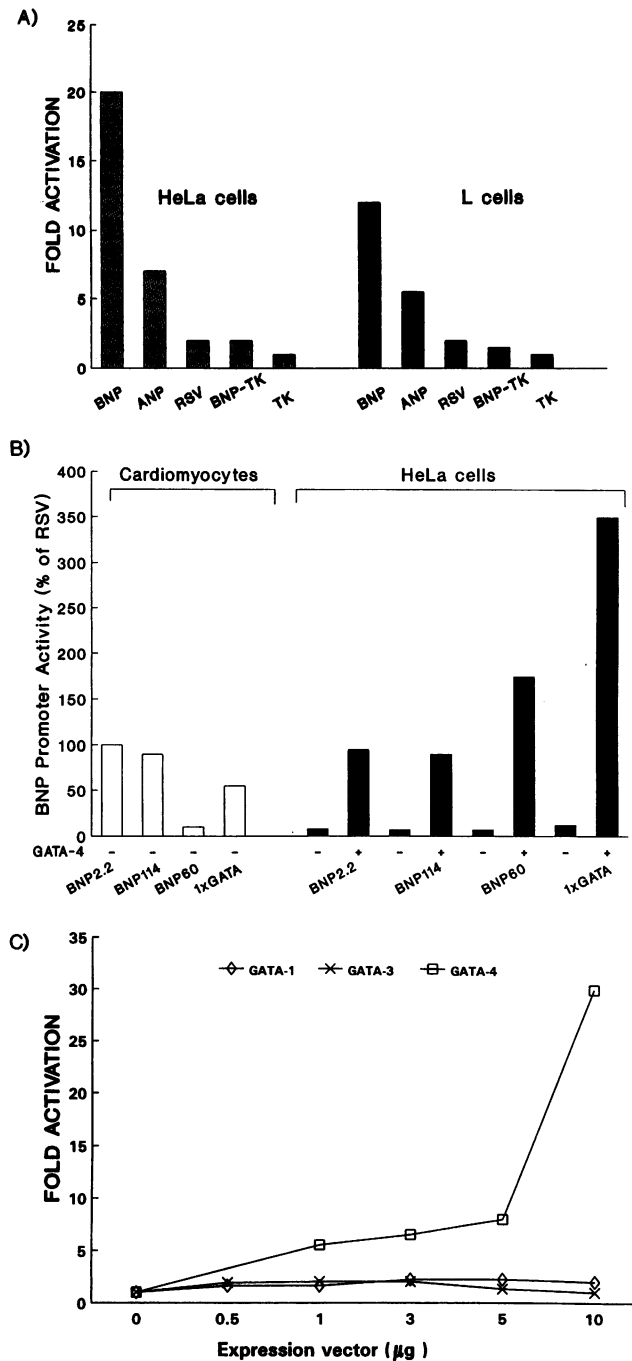 A)
25
20
15
10
5
0
FOLD ACTIVATION
HeLa cells
L cells
BNP ANP RSV BNP-TK TK BNP ANP RSV BNP-TK TK
B)
Cardiomyocytes HeLa cells
400
350
300
250
200
150
100
50
0
BNP Promoter Activity (% of RSV)
GATA-4 - - - - - + - + - + - +
BNP2.2 BNP114 BNP60 1xGATA BNP2.2 BNP114 BNP60 1xGATA
C)
35
30
25
20
15
10
5
0
FOLD ACTIVATION
GATA-1 GATA-3 GATA-4
0 0.5 1 3 5 10
Expression vector (μg)